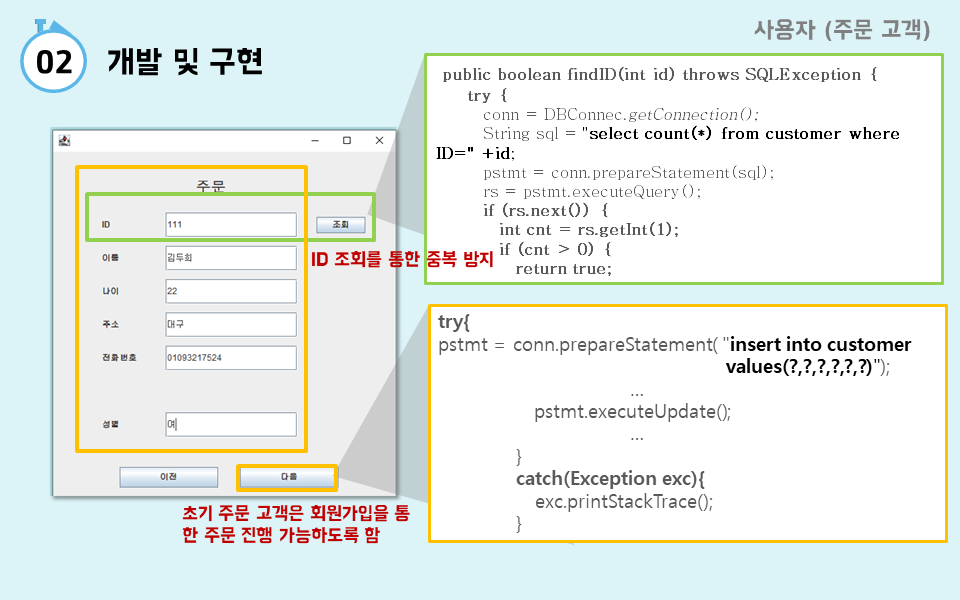 02 개발 및 구현
사용자 (주문 고객)
주문
ID 111 조회
이름 김두희
나이 22
주소 대구
전화번호 01093217524
성별 여
이전 다음
ID 조회를 통한 중복 방지
초기 주문 고객은 회원가입을 통
한 주문 진행 가능하도록 함
public boolean findID(int id) throws SQLException {
try {
conn = DBConnec.getConnection();
String sql = "select count(*) from customer where
ID=" +id;
pstmt = conn.prepareStatement(sql);
rs = pstmt.executeQuery();
if (rs.next()) {
int cnt = rs.getInt(1);
if (cnt > 0) {
return true;
try{
pstmt = conn.prepareStatement( "insert into customer
values(?,?,?,?,?,?)");
...
pstmt.executeUpdate();
...
}
catch(Exception exc){
exc.printStackTrace();
}